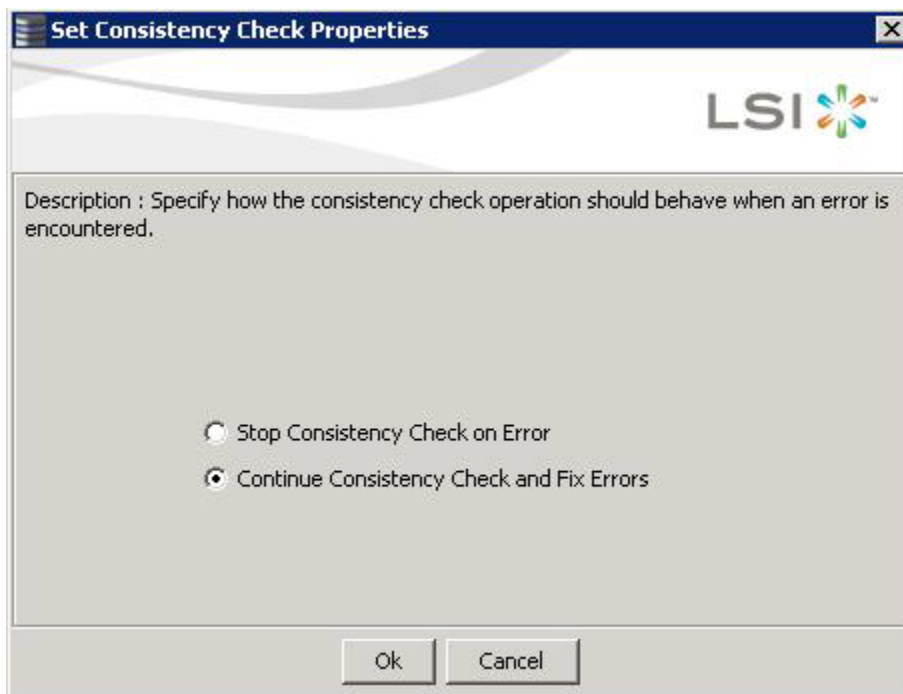 Set Consistency Check Properties
LSI™
Description : Specify how the consistency check operation should behave when an error is
encountered.
Stop Consistency Check on Error
Continue Consistency Check and Fix Errors
Ok
Cancel